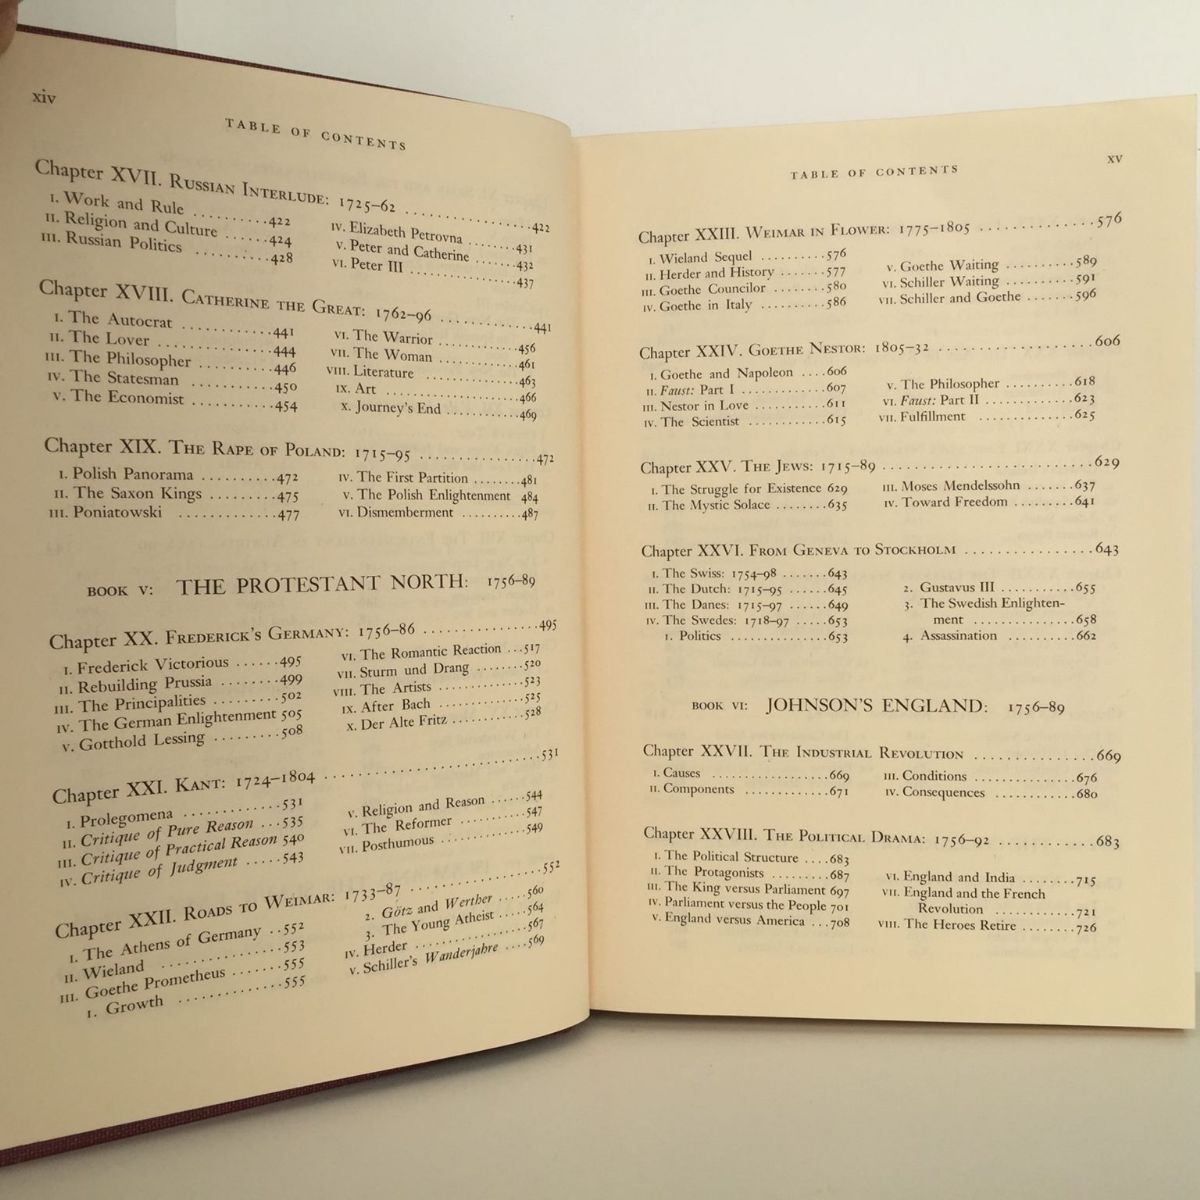 xiv
TABLE OF CONTENTS
Chapter XVII. RUSSIAN INTERLUDE: 1725–62 . . . . . . . . . . . 422
I. Work and Rule . . . . . . . . . . 422
II. Religion and Culture . . . . . . 424
III. Russian Politics . . . . . . . . . . 428
IV. Elizabeth Petrovna . . . . . . . . 431
V. Peter and Catherine . . . . . . . 432
VI. Peter III . . . . . . . . . . . . . . . 437
Chapter XVIII. CATHERINE THE GREAT: 1762–96 . . . . . . . . . . 441
I. The Autocrat . . . . . . . . . . . 441
II. The Lover . . . . . . . . . . . . . 444
III. The Philosopher . . . . . . . . . 446
IV. The Statesman . . . . . . . . . . 450
V. The Economist . . . . . . . . . . 454
VI. The Warrior . . . . . . . . . . . 456
VII. The Woman . . . . . . . . . . . 461
VIII. Literature . . . . . . . . . . . . 463
IX. Art . . . . . . . . . . . . . . . . . 466
X. Journey's End . . . . . . . . . . 469
Chapter XIX. THE RAPE OF POLAND: 1715–95 . . . . . . . . . . . . 472
I. Polish Panorama . . . . . . . . . 472
II. The Saxon Kings . . . . . . . . 475
III. Poniatowski . . . . . . . . . . . . 477
IV. The First Partition . . . . . . . 481
V. The Polish Enlightenment 484
VI. Dismemberment . . . . . . . . . 487
BOOK V: THE PROTESTANT NORTH: 1756–89
Chapter XX. FREDERICK'S GERMANY: 1756–86 . . . . . . . . . . . . 495
I. Frederick Victorious . . . . . . 495
II. Rebuilding Prussia . . . . . . . . 499
III. The Principalities . . . . . . . . . 502
IV. The German Enlightenment 505
V. Gotthold Lessing . . . . . . . . . 508
VI. The Romantic Reaction . . . 517
VII. Sturm und Drang . . . . . . . . 520
VIII. The Artists . . . . . . . . . . . . 523
IX. After Bach . . . . . . . . . . . . 525
X. Der Alte Fritz . . . . . . . . . . 528
Chapter XXI. KANT: 1724–1804 . . . . . . . . . . . . . . . . . . . . 531
I. Prolegomena . . . . . . . . . . . 531
II. Critique of Pure Reason . . . 535
III. Critique of Practical Reason 540
IV. Critique of Judgment . . . . . 543
V. Religion and Reason . . . . . . 544
VI. The Reformer . . . . . . . . . . 547
VII. Posthumous . . . . . . . . . . . 549
Chapter XXII. ROADS TO WEIMAR: 1733–87 . . . . . . . . . . . . . 552
I. The Athens of Germany . . 552
II. Wieland . . . . . . . . . . . . . . 553
III. Goethe Prometheus . . . . . . . 555
1. Growth . . . . . . . . . . . . . 555
2. Götz and Werther . . . . . 560
3. The Young Atheist . . . . . 564
IV. Herder . . . . . . . . . . . . . . . 567
V. Schiller's Wanderjahre . . . . 569
TABLE OF CONTENTS
xv
Chapter XXIII. WEIMAR IN FLOWER: 1775–1805 . . . . . . . . . . . . 576
I. Wieland Sequel . . . . . . . . . . 576
II. Herder and History . . . . . . . 577
III. Goethe Councilor . . . . . . . . 580
IV. Goethe in Italy . . . . . . . . . 586
V. Goethe Waiting . . . . . . . . . . 589
VI. Schiller Waiting . . . . . . . . . . 591
VII. Schiller and Goethe . . . . . . . 596
Chapter XXIV. GOETHE NESTOR: 1805–32 . . . . . . . . . . . . . . . . 606
I. Goethe and Napoleon . . . . 606
II. Faust: Part I . . . . . . . . . . . . 607
III. Nestor in Love . . . . . . . . . . 611
IV. The Scientist . . . . . . . . . . . 615
V. The Philosopher . . . . . . . . . 618
VI. Faust: Part II . . . . . . . . . . . 623
VII. Fulfillment . . . . . . . . . . . . . 625
Chapter XXV. THE JEWS: 1715–89 . . . . . . . . . . . . . . . . . . . . . . 629
I. The Struggle for Existence 629
II. The Mystic Solace . . . . . . . . 635
III. Moses Mendelssohn . . . . . . . 637
IV. Toward Freedom . . . . . . . . . 641
Chapter XXVI. FROM GENEVA TO STOCKHOLM . . . . . . . . . . . . . 643
I. The Swiss: 1754–98 . . . . . . . 643
II. The Dutch: 1715–95 . . . . . . 645
III. The Danes: 1715–97 . . . . . . 649
IV. The Swedes: 1718–97 . . . . . 653
1. Politics . . . . . . . . . . . . . 653
2. Gustavus III . . . . . . . . . . . 655
3. The Swedish Enlighten-
ment . . . . . . . . . . . . . . 658
4. Assassination . . . . . . . . . . 662
BOOK VI: JOHNSON'S ENGLAND: 1756–89
Chapter XXVII. THE INDUSTRIAL REVOLUTION . . . . . . . . . . . . . 669
I. Causes . . . . . . . . . . . . . . . 669
II. Components . . . . . . . . . . . . 671
III. Conditions . . . . . . . . . . . . . 676
IV. Consequences . . . . . . . . . . . 680
Chapter XXVIII. THE POLITICAL DRAMA: 1756–92 . . . . . . . . . . . 683
I. The Political Structure . . . . 683
II. The Protagonists . . . . . . . . . 687
III. The King versus Parliament 697
IV. Parliament versus the People 701
V. England versus America . . . 708
VI. England and India . . . . . . . . 715
VII. England and the French
Revolution . . . . . . . . . . . . 721
VIII. The Heroes Retire . . . . . . . . 726